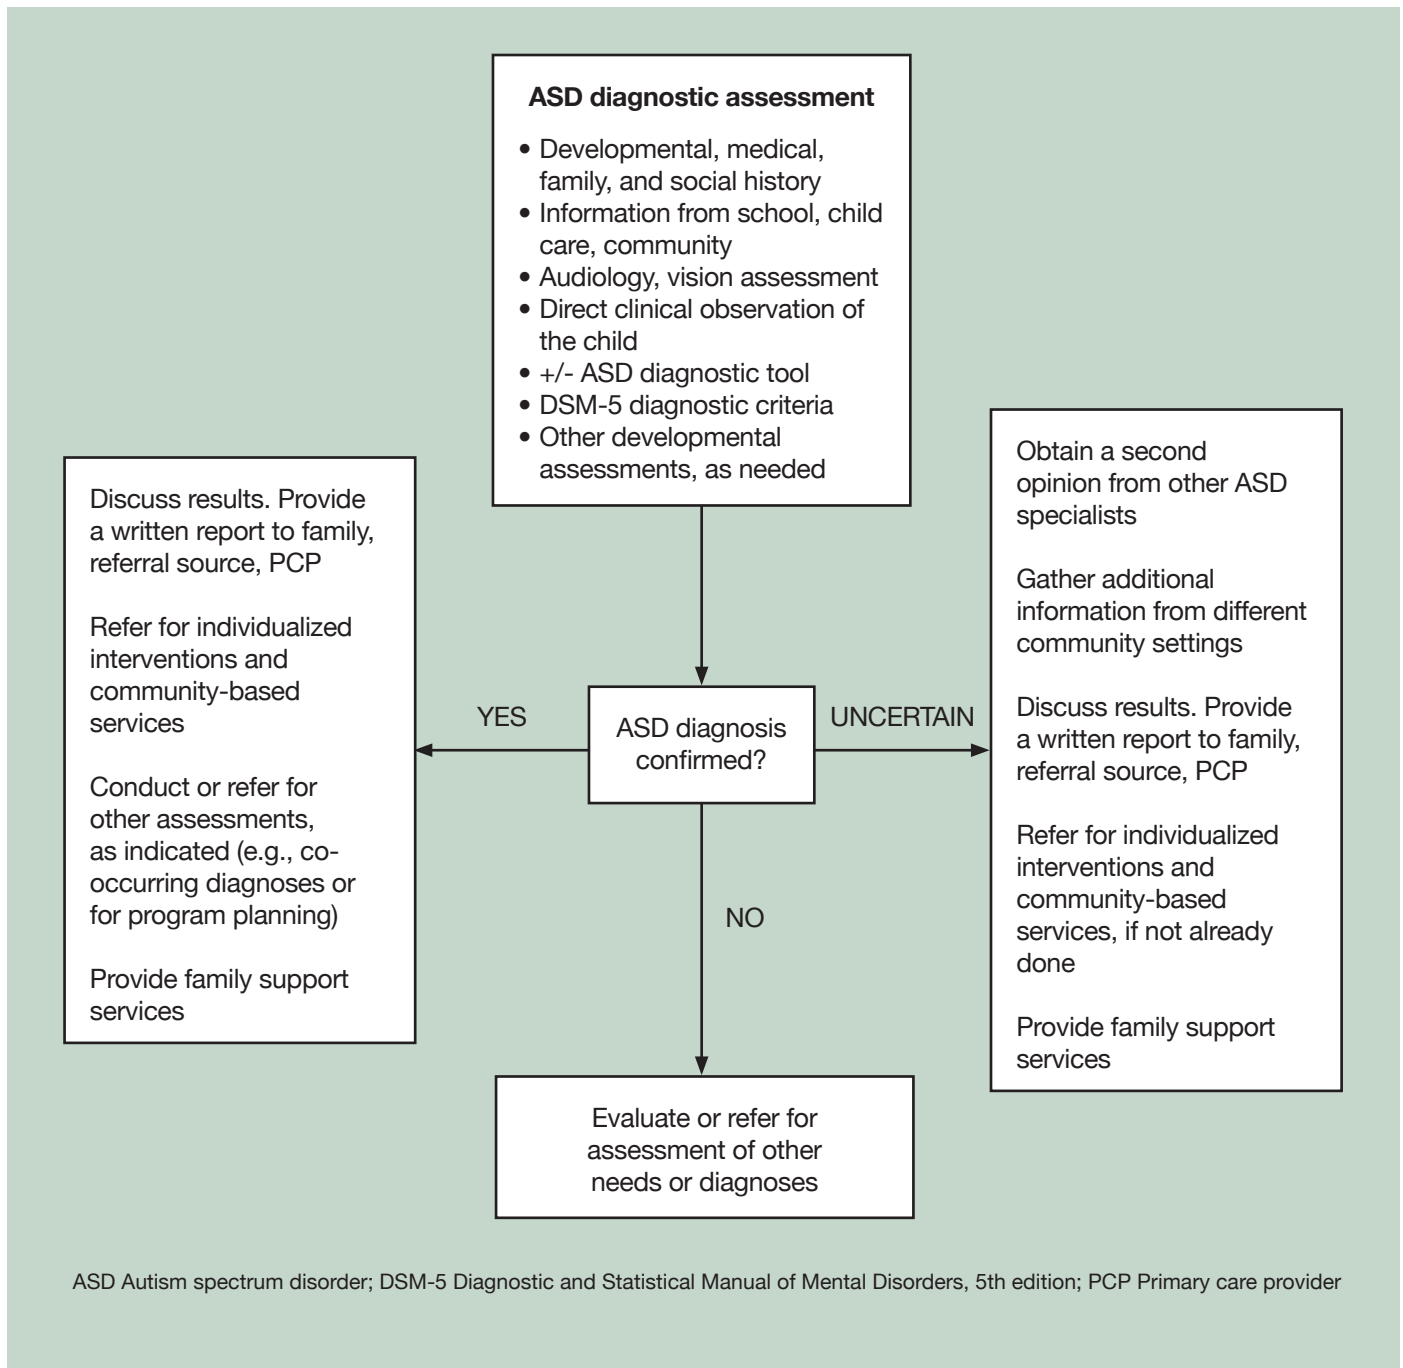 ASD diagnostic assessment
• Developmental, medical,
family, and social history
• Information from school, child
care, community
• Audiology, vision assessment
• Direct clinical observation of
the child
• +/- ASD diagnostic tool
• DSM-5 diagnostic criteria
• Other developmental
assessments, as needed
Discuss results. Provide
a written report to family,
referral source, PCP
Refer for individualized
interventions and
community-based
services
Conduct or refer for
other assessments,
as indicated (e.g., co-
occurring diagnoses or
for program planning)
Provide family support
services
YES
ASD diagnosis
confirmed?
UNCERTAIN
Obtain a second
opinion from other ASD
specialists
Gather additional
information from different
community settings
Discuss results. Provide
a written report to family,
referral source, PCP
Refer for individualized
interventions and
community-based
services, if not already
done
Provide family support
services
NO
Evaluate or refer for
assessment of other
needs or diagnoses
ASD Autism spectrum disorder; DSM-5 Diagnostic and Statistical Manual of Mental Disorders, 5th edition; PCP Primary care provider